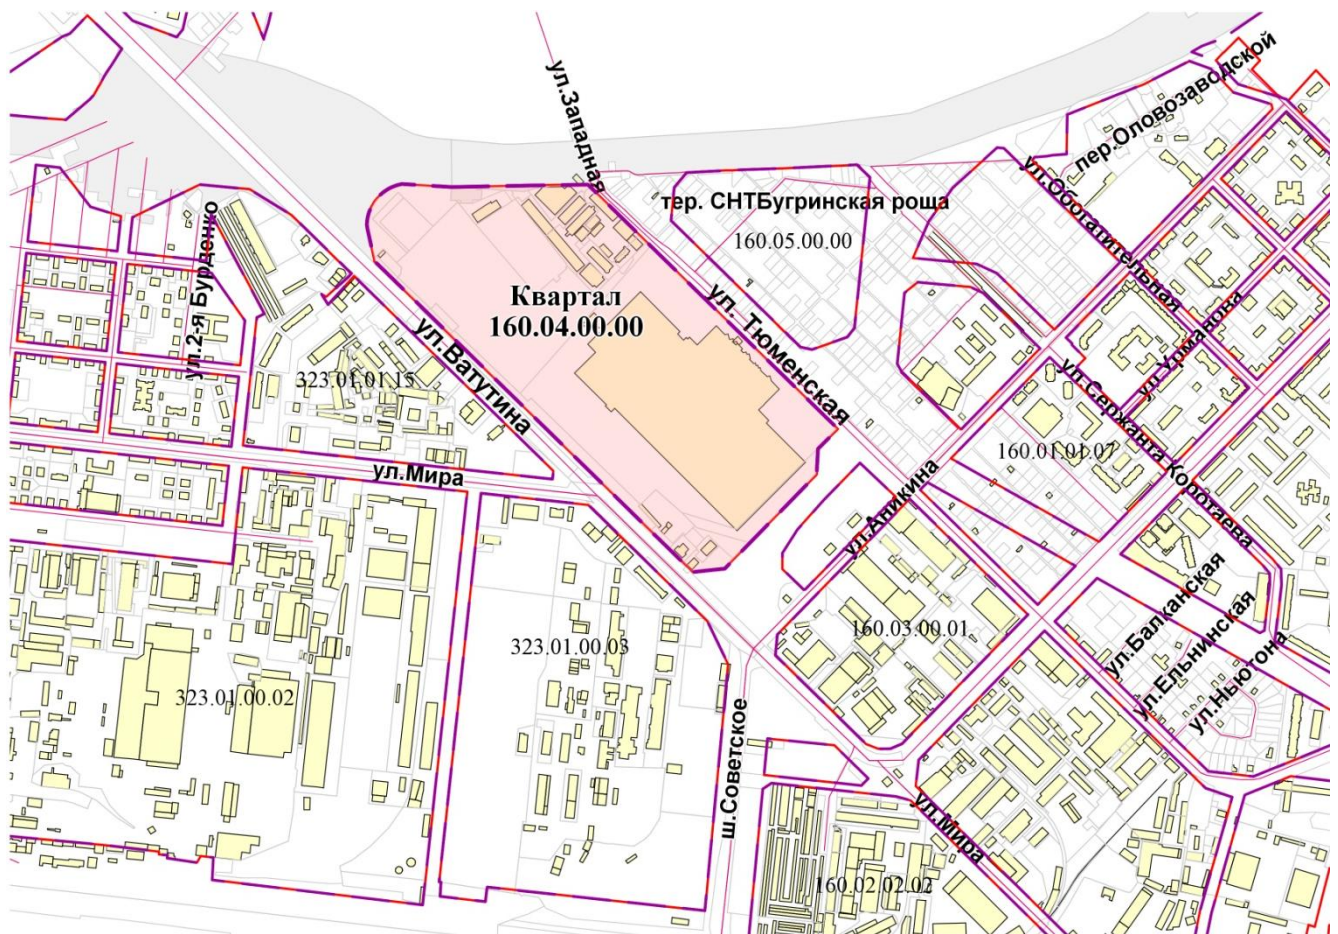 пер.Оловозаводской
ул.Западная
ул.Обогатительная
тер. СНТБугринская роща
160.05.00.00
ул.2-я Бурденко
Квартал
160.04.00.00
ул. Тюменская
ул.Урманова
ул.Ватутина
323.01.01.15
ул.Сержанта Коротаева
160.01.01.07
ул.Мира
ул.Аникина
ул.Балканская
ул.Ельнинская
ул.Ньютона
160.03.00.01
323.01.00.03
323.01.00.02
ш.Советское
ул.Мира
160.02.02.02